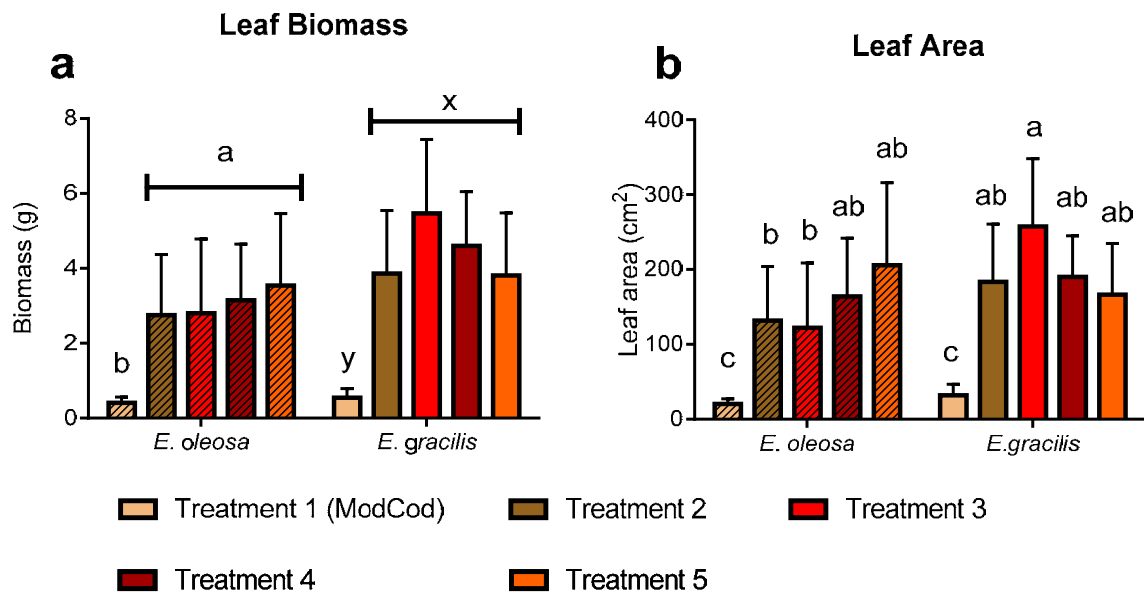 Leaf Biomass
a
8
6
4
2
0
Biomass (g)
b
a
y
x
E. oleosa
E. gracilis
Leaf Area
b
400
300
200
100
0
Leaf area (cm²)
c
b
b
ab
ab
c
ab
a
ab
ab
E. oleosa
E.gracilis
Treatment 1 (ModCod)
Treatment 2
Treatment 3
Treatment 4
Treatment 5